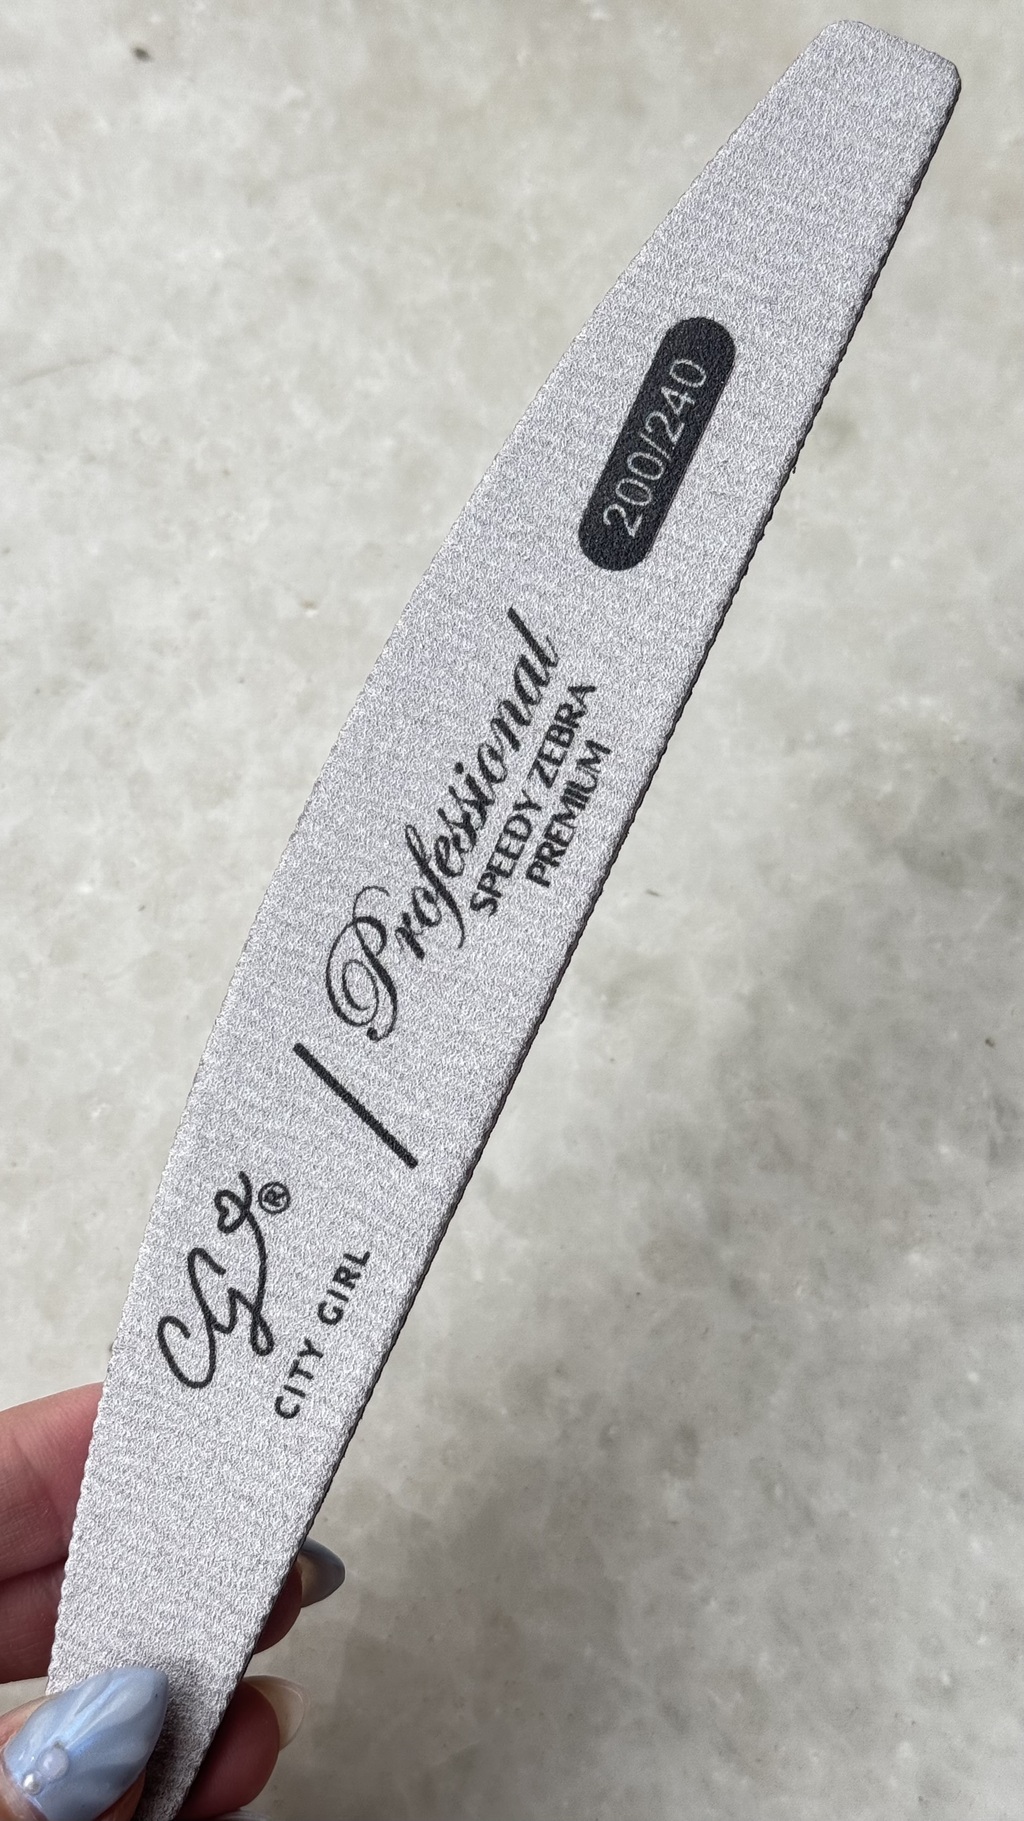 CG®
CITY GIRL
Professional
SPEEDY ZEBRA
PREMIUM
200/240